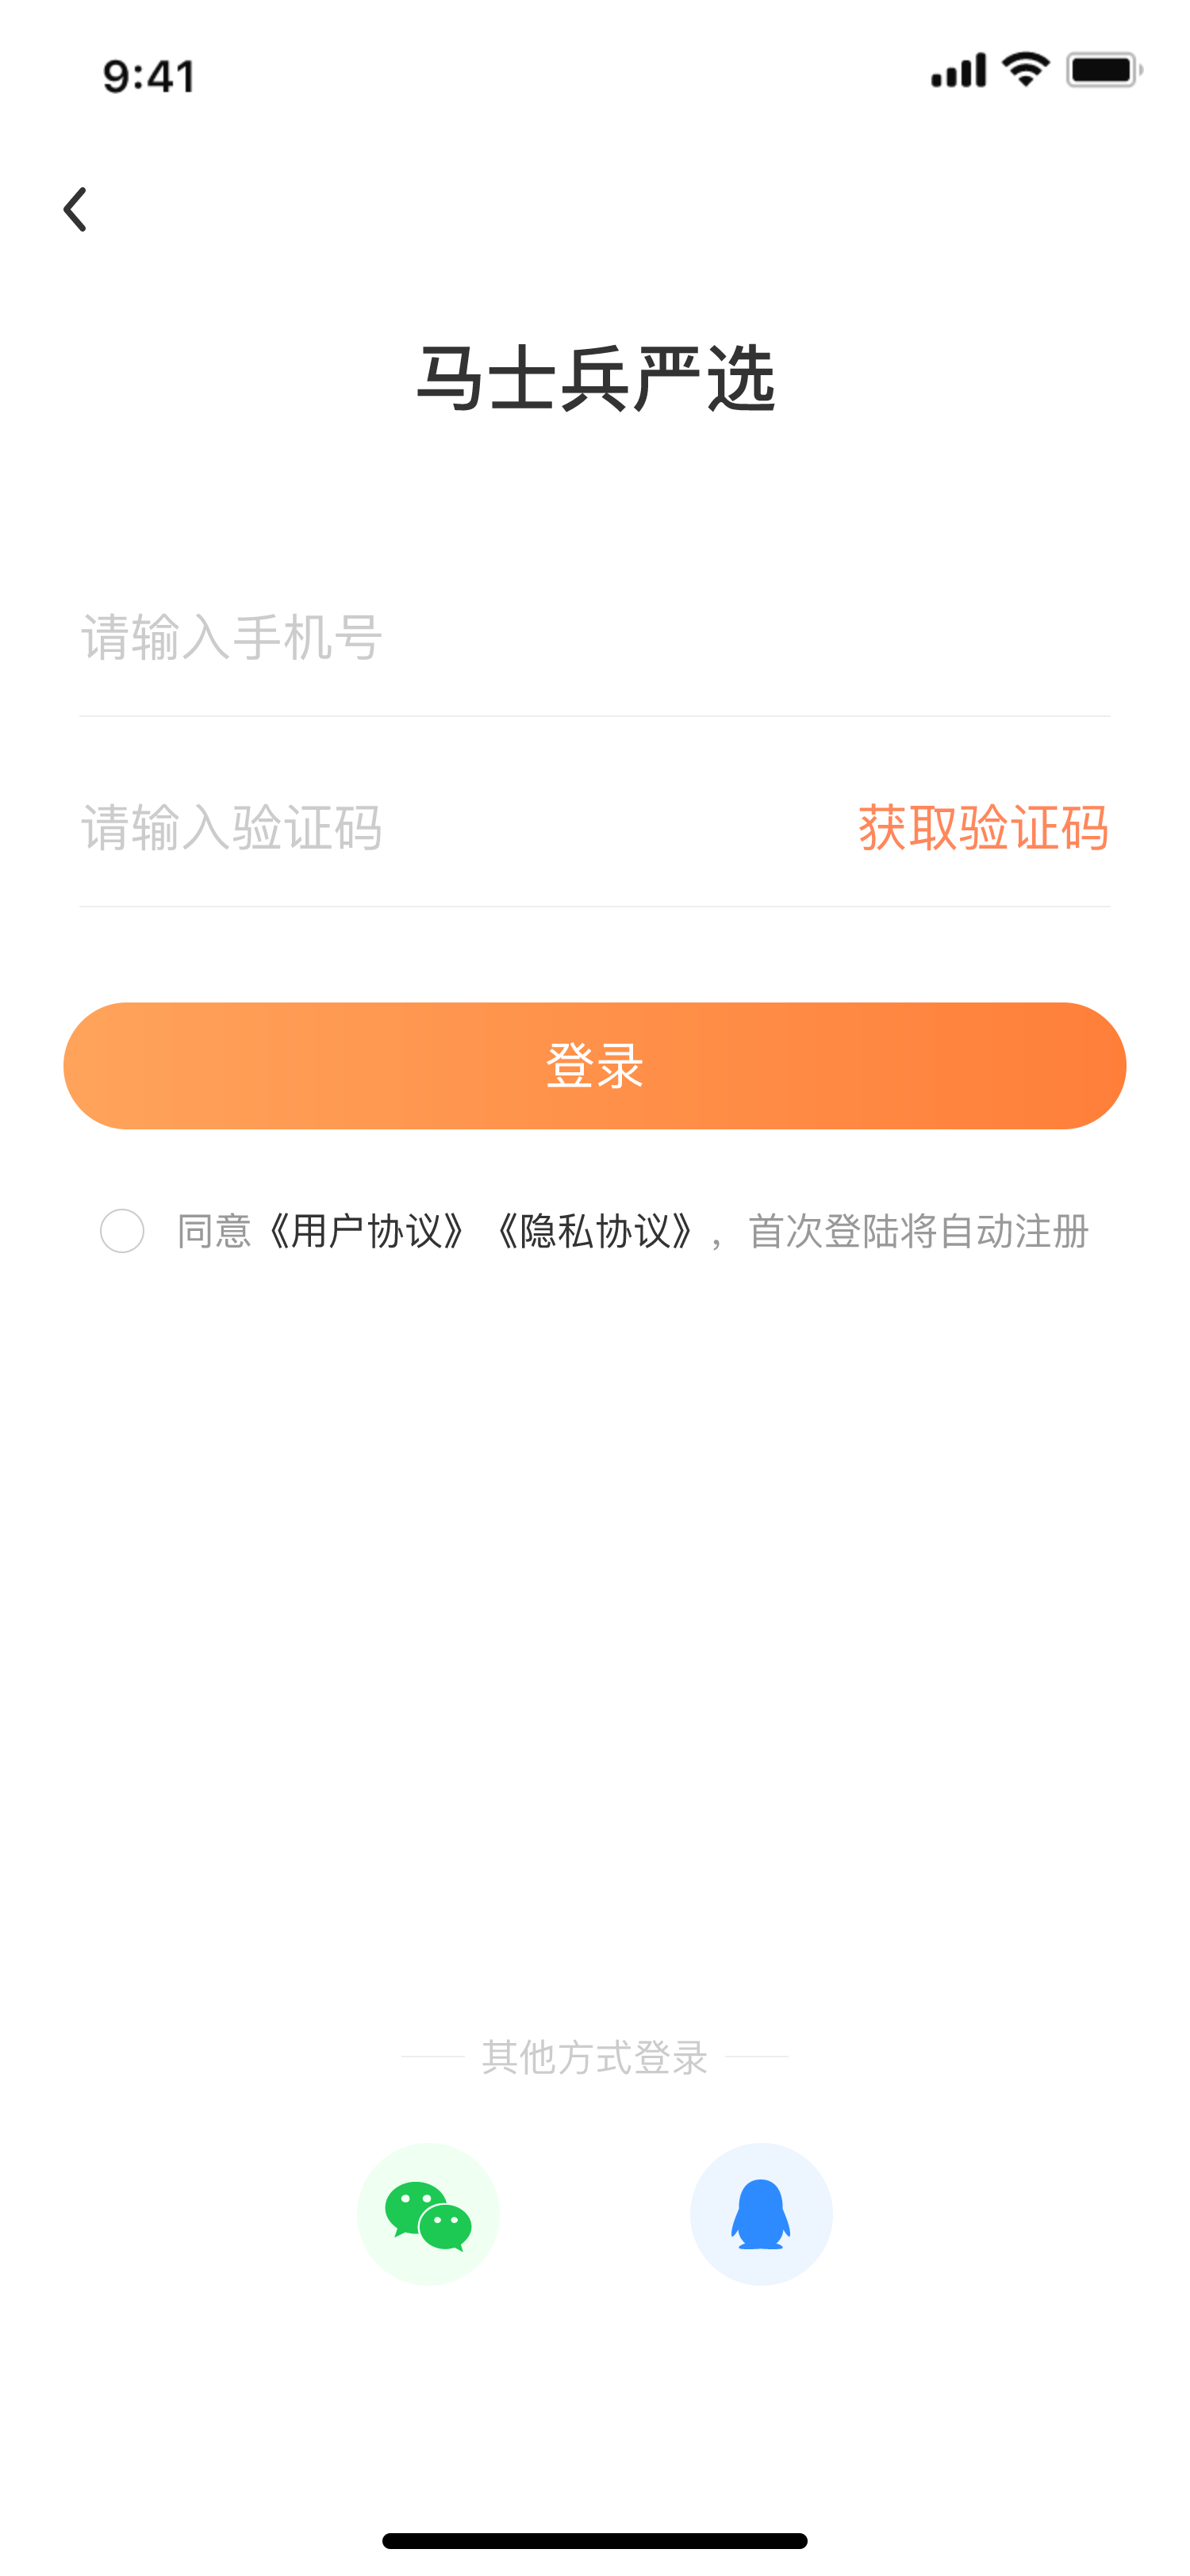 9:41
马士兵严选
请输入手机号
请输入验证码 获取验证码
登录
同意《用户协议》《隐私协议》，首次登陆将自动注册
其他方式登录